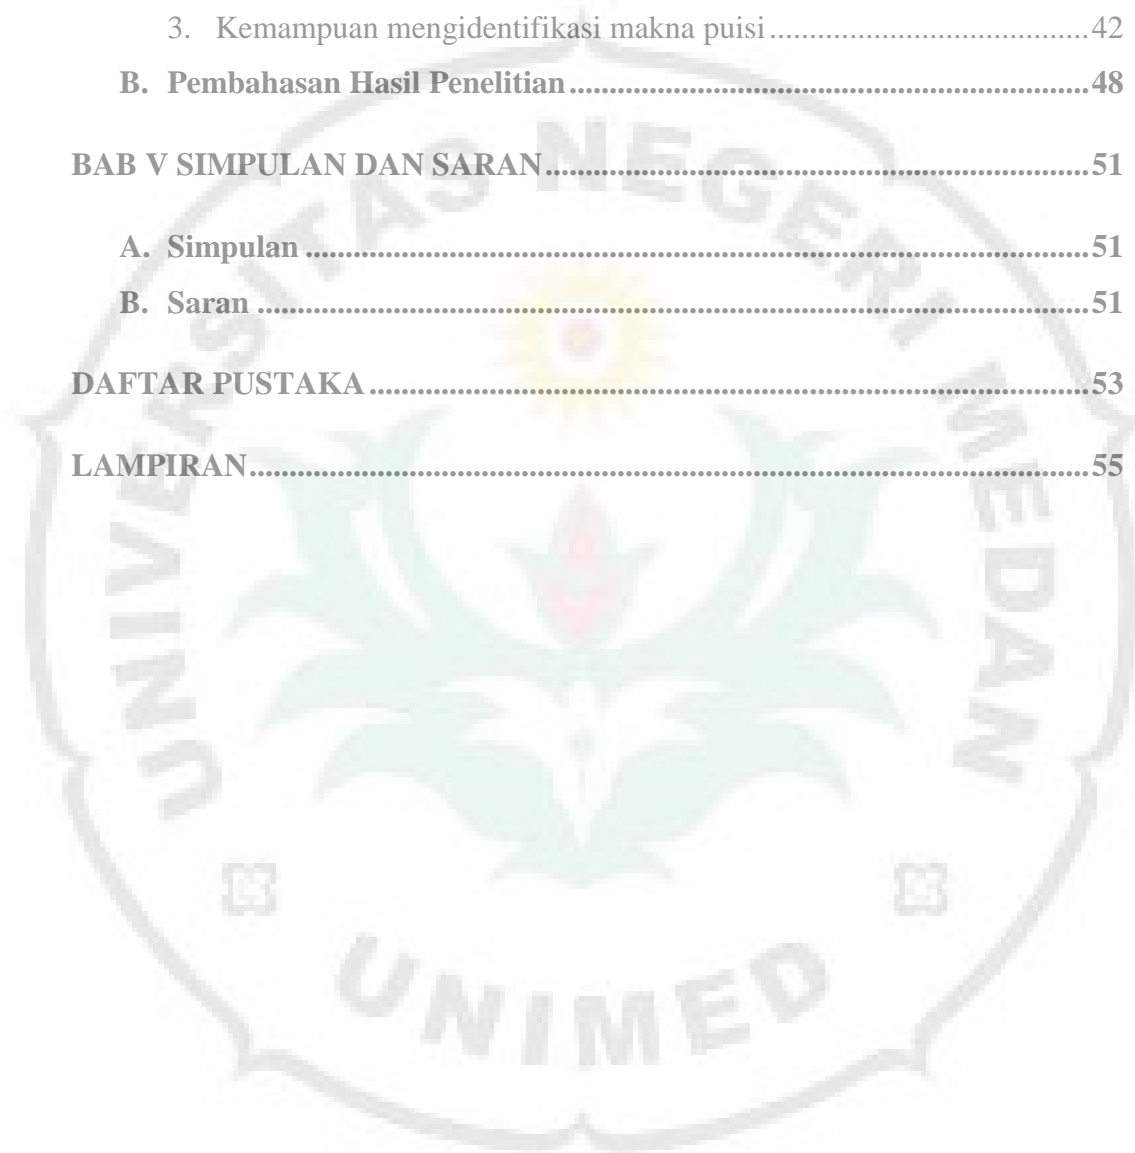 3. Kemampuan mengidentifikasi makna puisi ..................................... 42
B. Pembahasan Hasil Penelitian ............................................................. 48
BAB V SIMPULAN DAN SARAN ................................................................ 51
A. Simpulan ............................................................................................ 51
B. Saran .................................................................................................. 51
DAFTAR PUSTAKA ..................................................................................... 53
LAMPIRAN ................................................................................................... 55
UNIVERSITAS NEGERI MEDAN
UNIMED